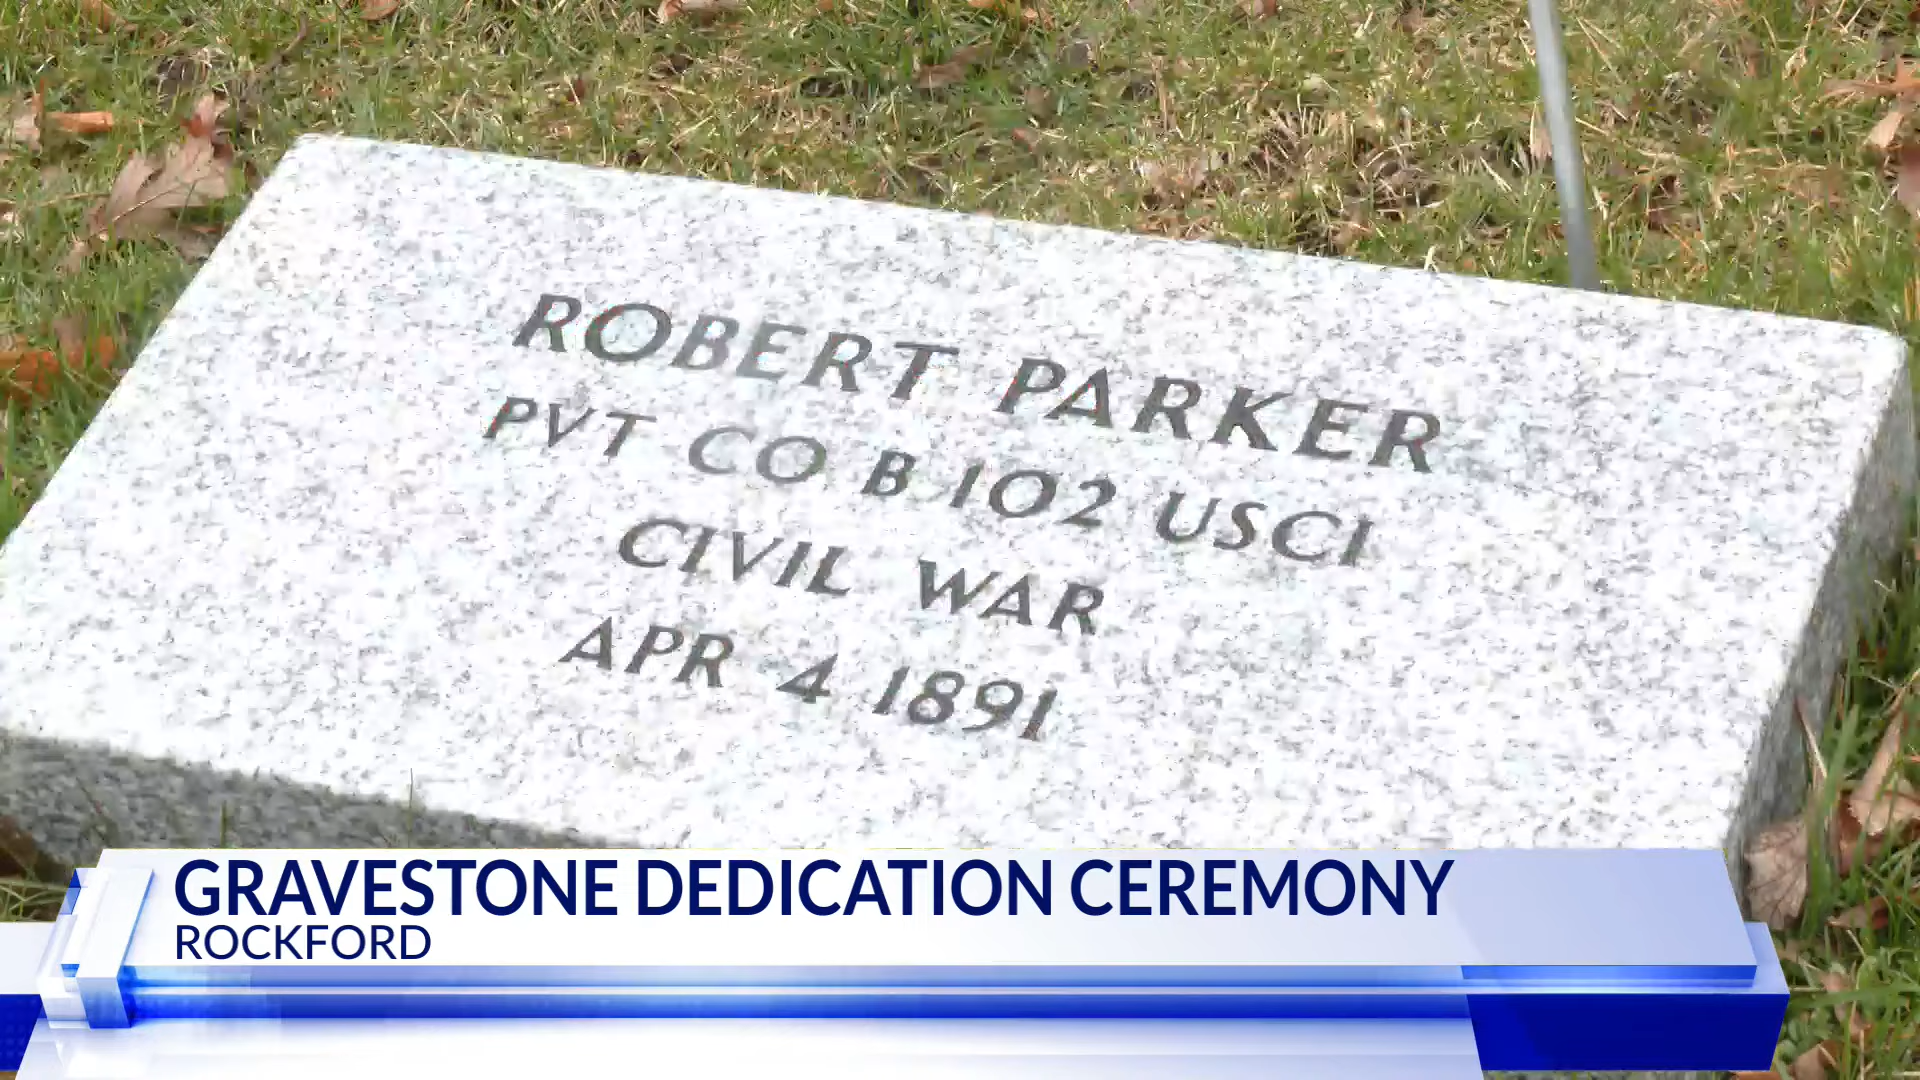 ROBERT PARKER
PVT CO B 102 USCI
CIVIL WAR
APR 4 1891
GRAVESTONE DEDICATION CEREMONY
ROCKFORD